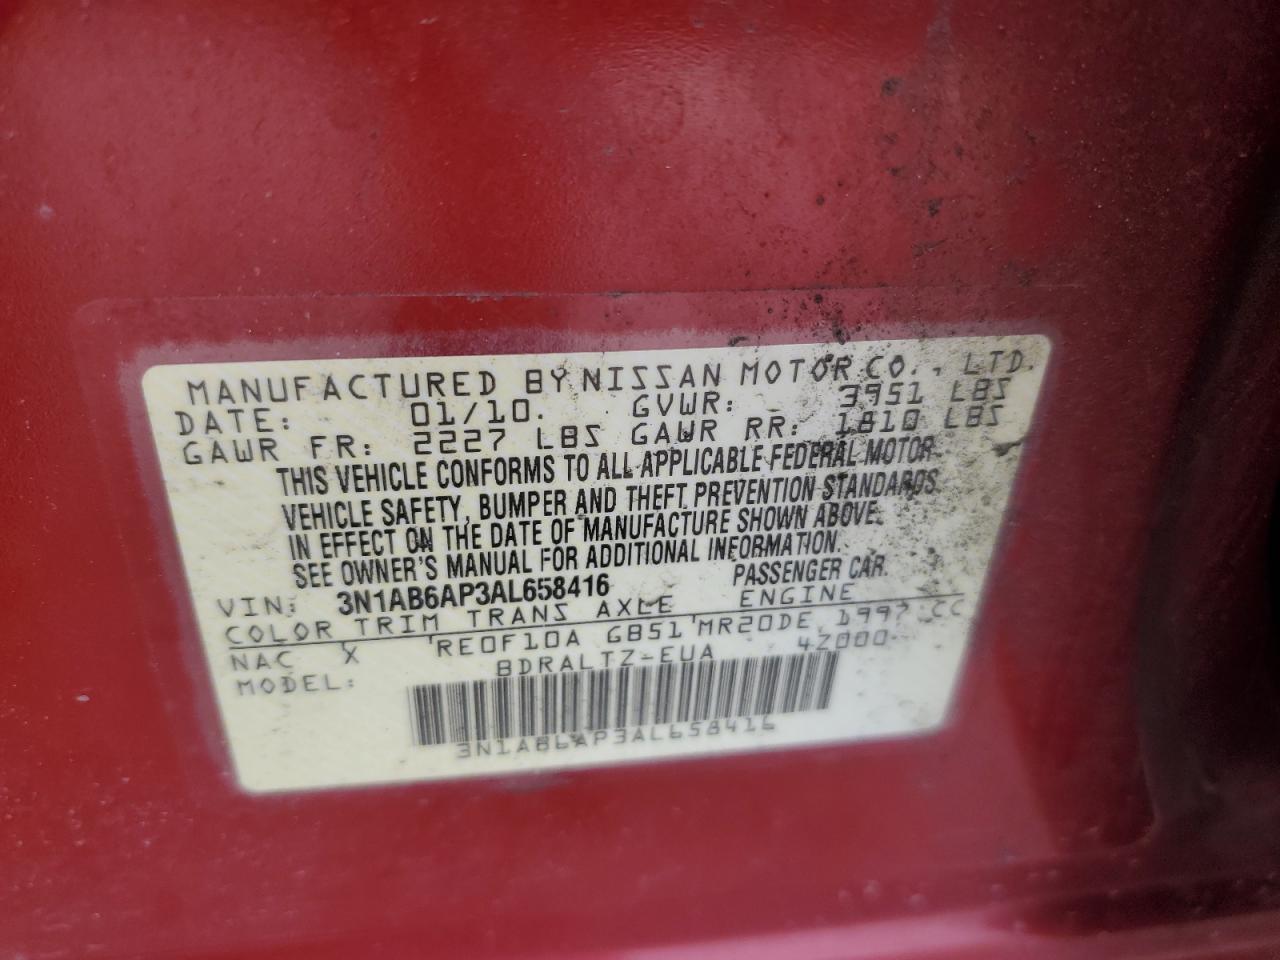 MANUFACTURED BY NISSAN MOTOR CO., LTD.
DATE: 01/10. GVWR: 3951 LBS
GAWR FR: 2227 LBS GAWR RR: 1810 LBS
THIS VEHICLE CONFORMS TO ALL APPLICABLE FEDERAL MOTOR
VEHICLE SAFETY, BUMPER AND THEFT PREVENTION STANDARDS
IN EFFECT ON THE DATE OF MANUFACTURE SHOWN ABOVE.
SEE OWNER'S MANUAL FOR ADDITIONAL INFORMATION.
VIN: 3N1AB6AP3AL658416 PASSENGER CAR.
COLOR TRIM TRANS AXLE ENGINE
NAC X RE0F10A GB51 MR20DE 1997 CC
MODEL: BDRALTZ-EUA 42000
3N1AB6AP3AL658416